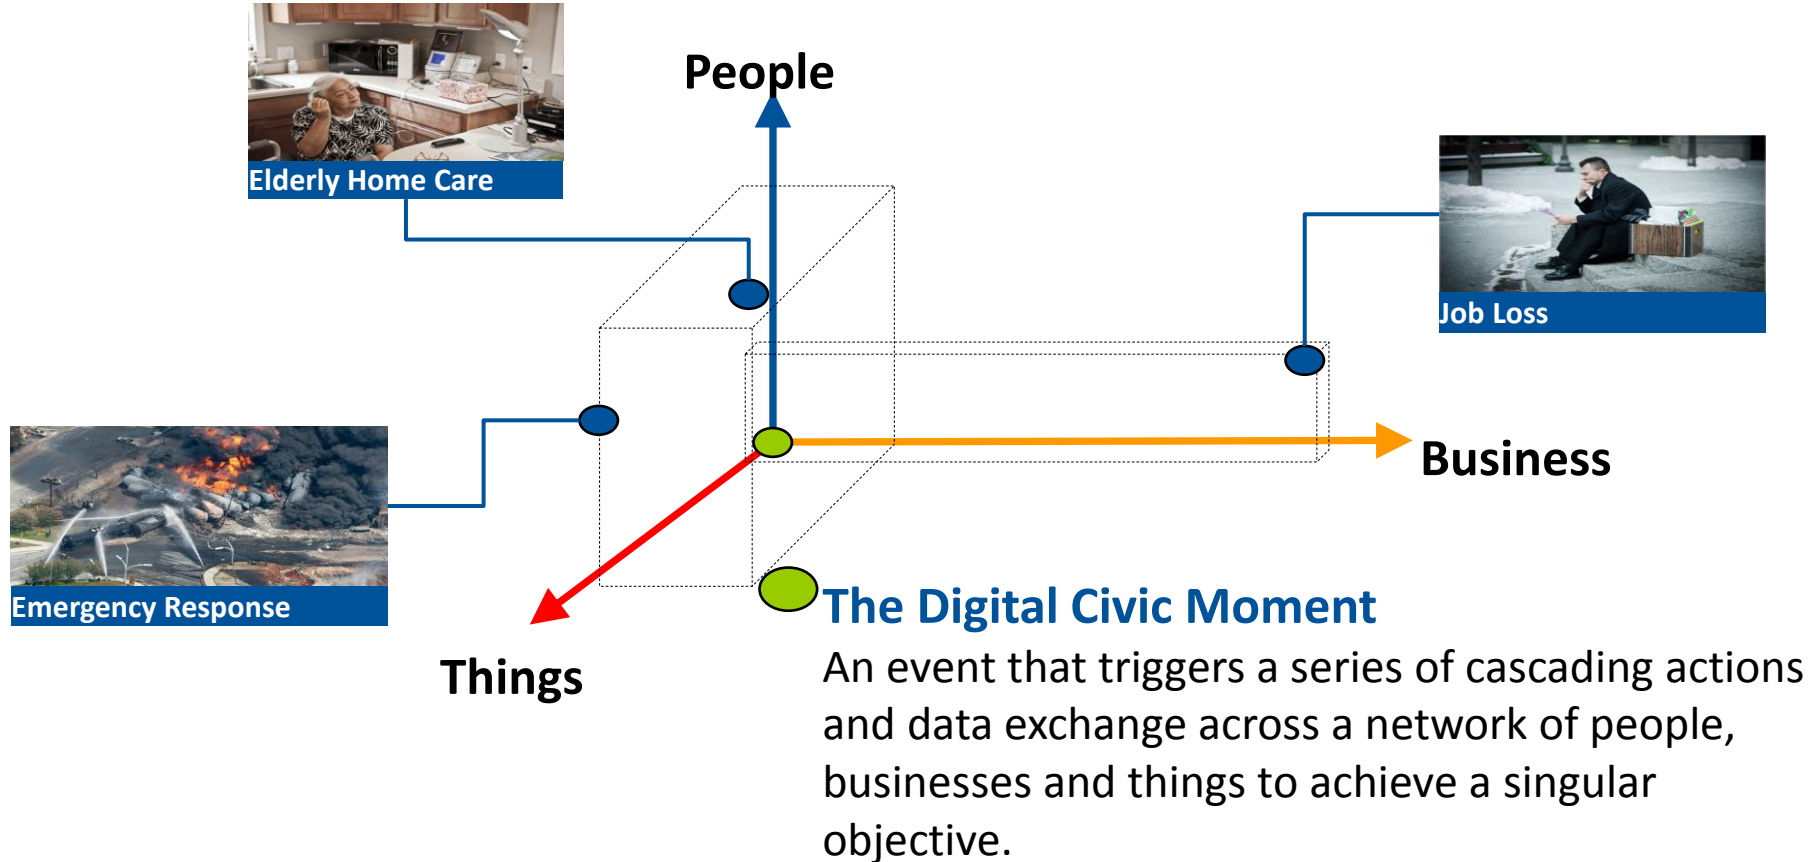 People
Elderly Home Care
Job Loss
Business
Emergency Response
Things
The Digital Civic Moment
An event that triggers a series of cascading actions
and data exchange across a network of people,
businesses and things to achieve a singular
objective.